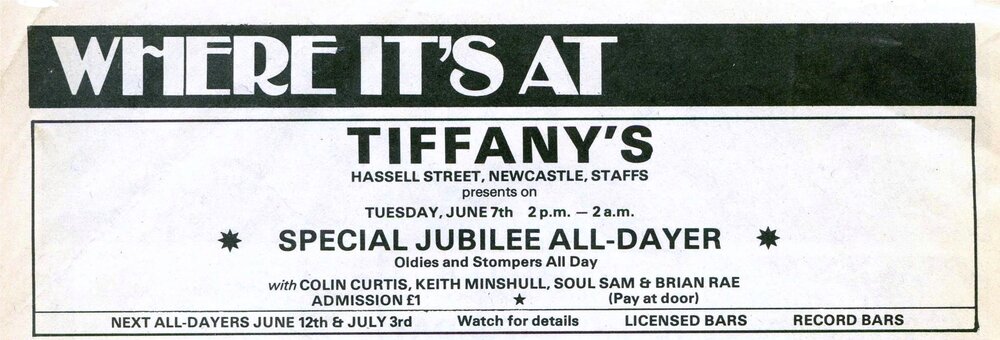 WHERE IT'S AT
TIFFANY'S
HASSELL STREET, NEWCASTLE, STAFFS
presents on
TUESDAY, JUNE 7th 2 p.m. — 2 a.m.
SPECIAL JUBILEE ALL-DAYER
Oldies and Stompers All Day
with COLIN CURTIS, KEITH MINSHULL, SOUL SAM & BRIAN RAE
ADMISSION £1 ★ (Pay at door)
NEXT ALL-DAYERS JUNE 12th & JULY 3rd Watch for details LICENSED BARS RECORD BARS